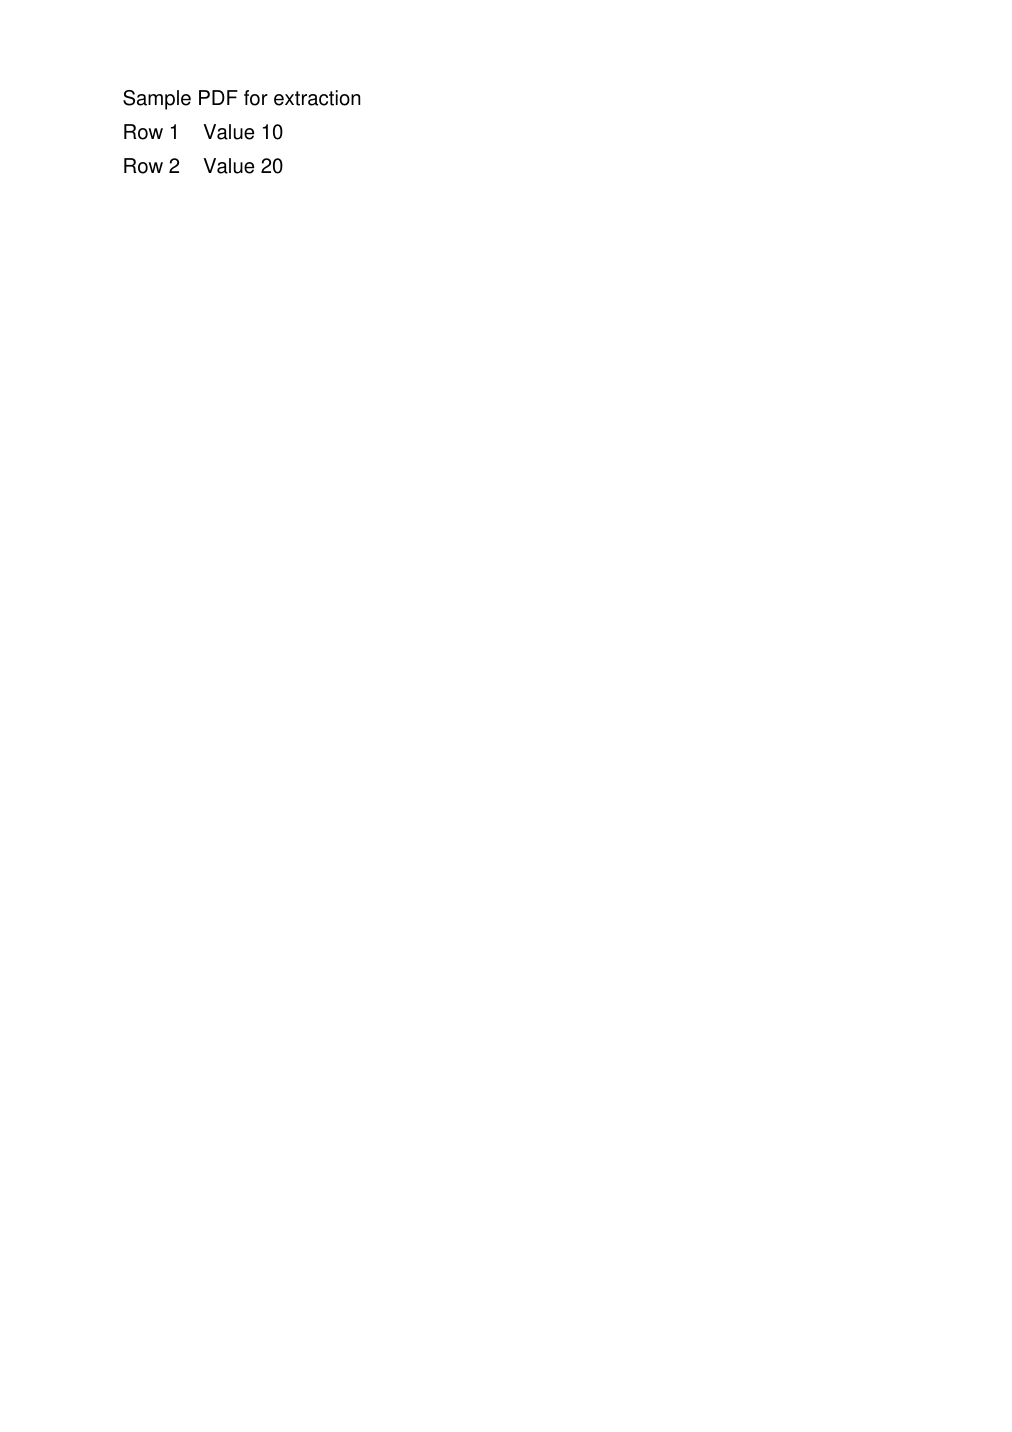 Sample PDF for extraction
Row 1    Value 10
Row 2    Value 20